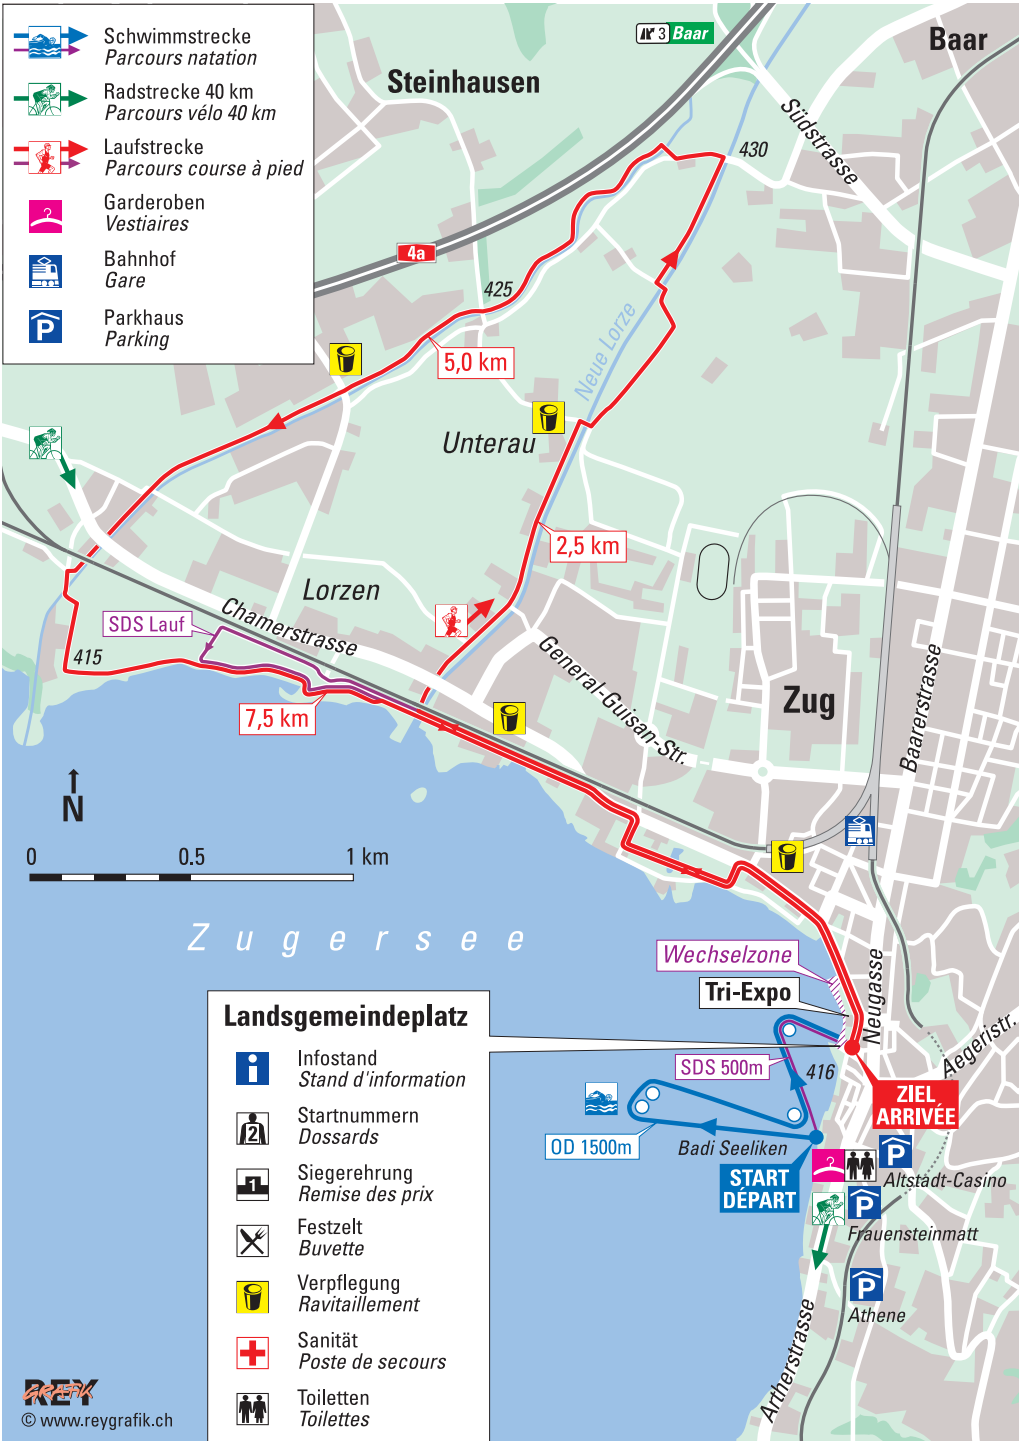 Schwimmstrecke
Parcours natation
Radstrecke 40 km
Parcours vélo 40 km
Laufstrecke
Parcours course à pied
Garderoben
Vestiaires
Bahnhof
Gare
P
Parkhaus
Parking
3 Baar
Baar
Steinhausen
Südstrasse
430
4a
425
Neue Lorze
5,0 km
Unterau
2,5 km
Lorzen
Chamerstrasse
SDS Lauf
415
7,5 km
General-Guisan-Str.
Zug
Baarerstrasse
N
0 0.5 1 km
Zugersee
Wechselzone
Tri-Expo
Neugasse
Aegeristr.
SDS 500m
416
ZIEL
ARRIVÉE
OD 1500m
Badi Seeliken
START
DÉPART
P
Altstadt-Casino
P
Frauensteinmatt
P
Athene
Artherstrasse
Landsgemeindeplatz
i
Infostand
Stand d'information
2
Startnummern
Dossards
1
Siegerehrung
Remise des prix
Festzelt
Buvette
Verpflegung
Ravitaillement
Sanität
Poste de secours
Toiletten
Toilettes
REY
GRAFIK
© www.reygrafik.ch